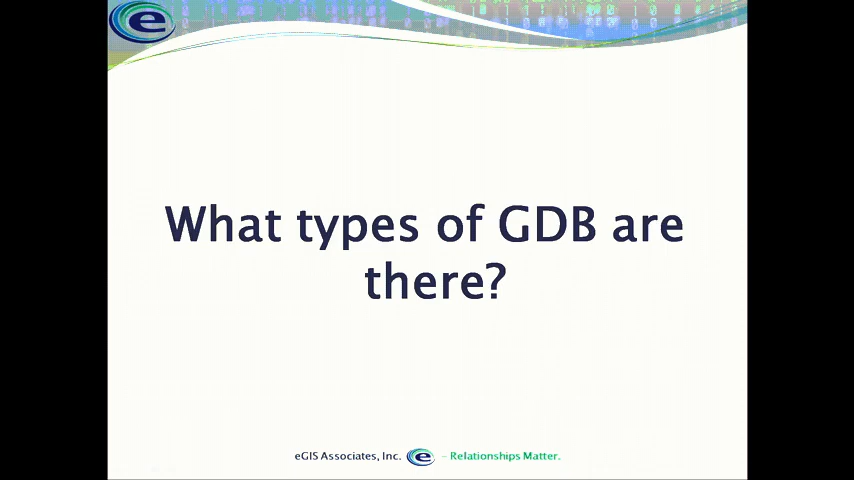 What types of GDB are
there?
eGIS Associates, Inc. e – Relationships Matter.